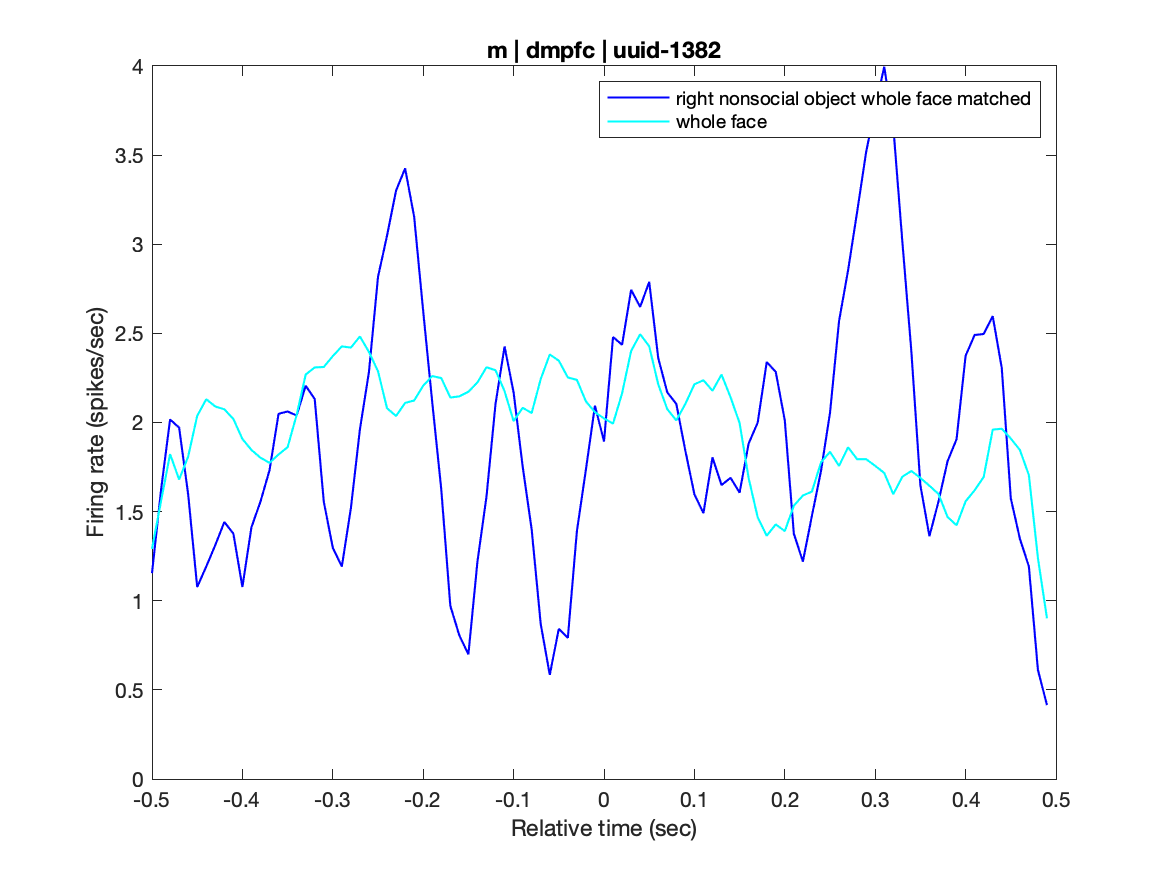 m | dmpfc | uuid-1382
right nonsocial object whole face matched
whole face
4
3.5
3
2.5
2
1.5
1
0.5
0
Firing rate (spikes/sec)
-0.5 -0.4 -0.3 -0.2 -0.1 0 0.1 0.2 0.3 0.4 0.5
Relative time (sec)